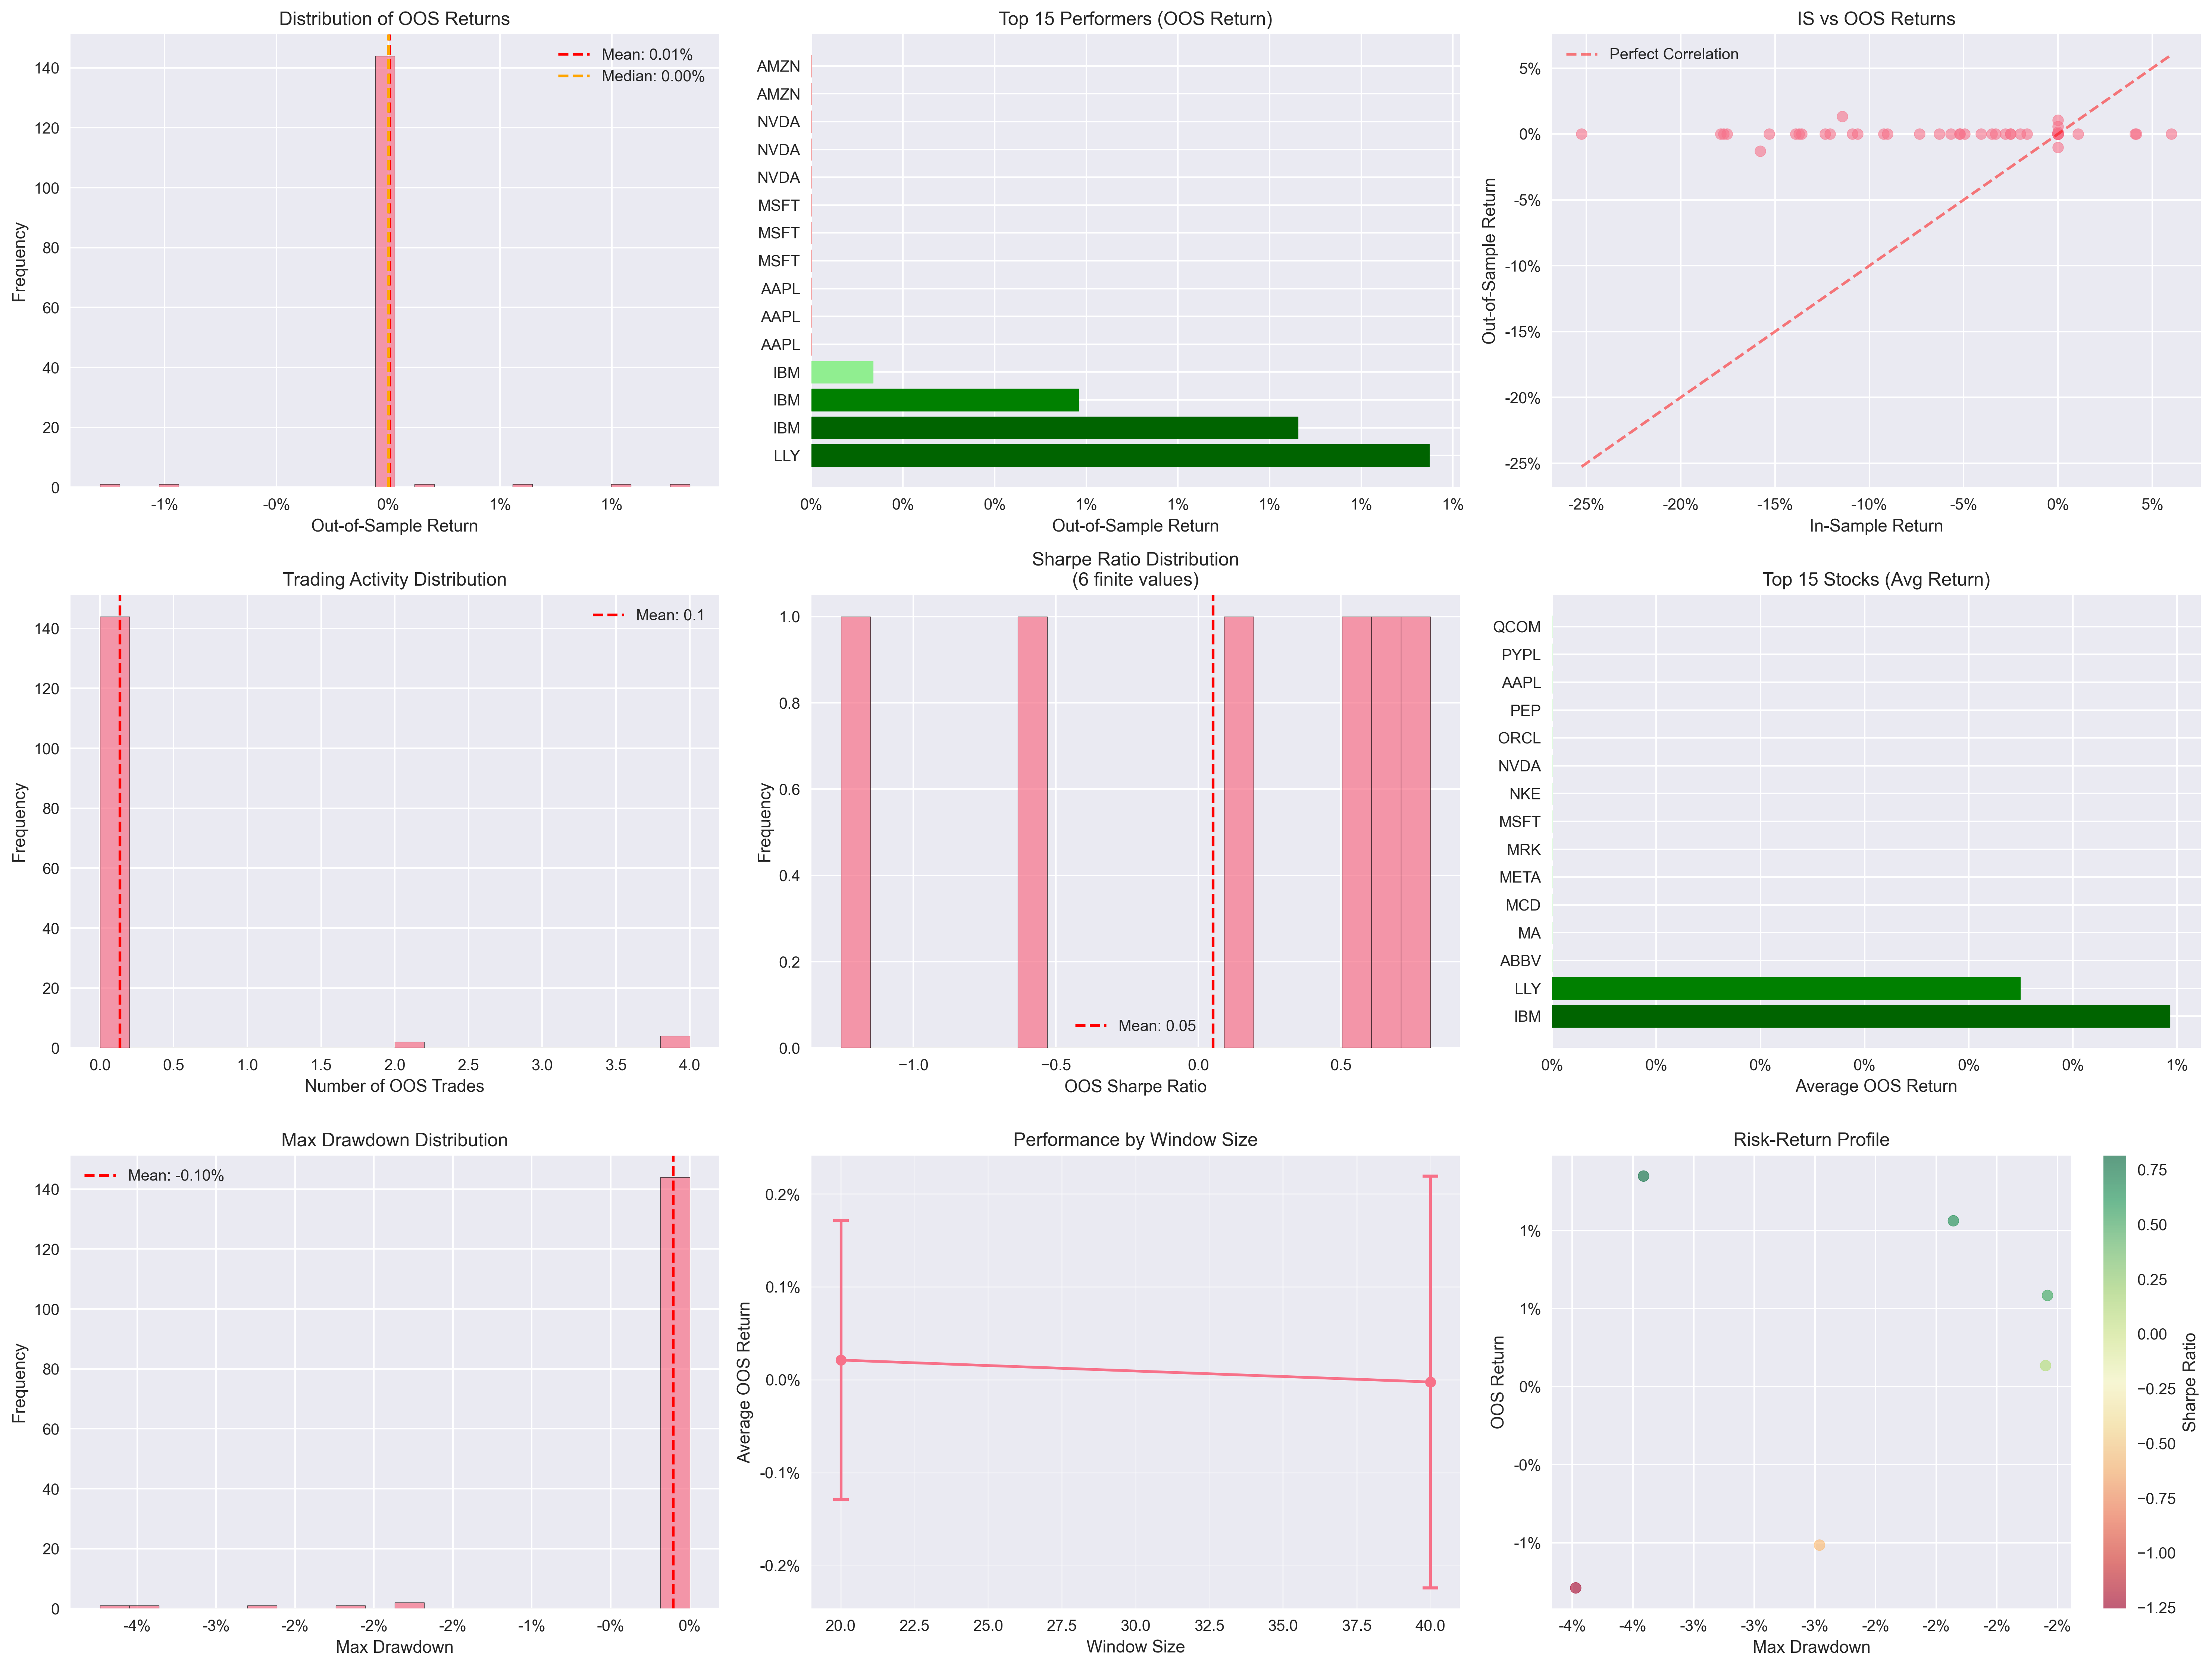 Distribution of OOS Returns
Mean: 0.01%
Median: 0.00%
140
120
100
80
60
40
20
0
Frequency
-1%
-0%
0%
1%
1%
Out-of-Sample Return
Top 15 Performers (OOS Return)
AMZN
AMZN
NVDA
NVDA
NVDA
MSFT
MSFT
MSFT
AAPL
AAPL
AAPL
IBM
IBM
IBM
LLY
0%
0%
0%
1%
1%
1%
1%
1%
Out-of-Sample Return
IS vs OOS Returns
Perfect Correlation
5%
0%
-5%
-10%
-15%
-20%
-25%
Out-of-Sample Return
-25%
-20%
-15%
-10%
-5%
0%
5%
In-Sample Return
Trading Activity Distribution
Mean: 0.1
140
120
100
80
60
40
20
0
Frequency
0.0
0.5
1.0
1.5
2.0
2.5
3.0
3.5
4.0
Number of OOS Trades
Sharpe Ratio Distribution
(6 finite values)
1.0
0.8
0.6
0.4
0.2
0.0
Frequency
Mean: 0.05
−1.0
−0.5
0.0
0.5
OOS Sharpe Ratio
Top 15 Stocks (Avg Return)
QCOM
PYPL
AAPL
PEP
ORCL
NVDA
NKE
MSFT
MRK
META
MCD
MA
ABBV
LLY
IBM
0%
0%
0%
0%
0%
0%
1%
Average OOS Return
Max Drawdown Distribution
Mean: -0.10%
140
120
100
80
60
40
20
0
Frequency
-4%
-3%
-2%
-2%
-2%
-1%
-0%
0%
Max Drawdown
Performance by Window Size
0.2%
0.1%
0.0%
-0.1%
-0.2%
Average OOS Return
20.0
22.5
25.0
27.5
30.0
32.5
35.0
37.5
40.0
Window Size
Risk-Return Profile
1%
1%
0%
-0%
-1%
OOS Return
-4%
-4%
-3%
-3%
-3%
-2%
-2%
-2%
-2%
Max Drawdown
0.75
0.50
0.25
0.00
−0.25
−0.50
−0.75
−1.00
−1.25
Sharpe Ratio